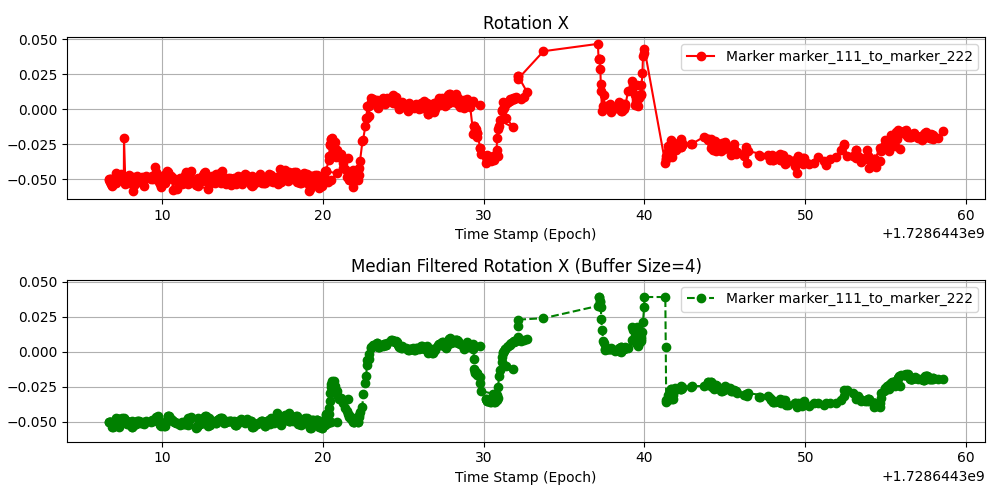 Rotation X
0.050
0.025
0.000
−0.025
−0.050
Marker marker_111_to_marker_222
10 20 30 40 50 60
Time Stamp (Epoch)
+1.7286443e9
Median Filtered Rotation X (Buffer Size=4)
0.050
0.025
0.000
−0.025
−0.050
Marker marker_111_to_marker_222
10 20 30 40 50 60
Time Stamp (Epoch)
+1.7286443e9